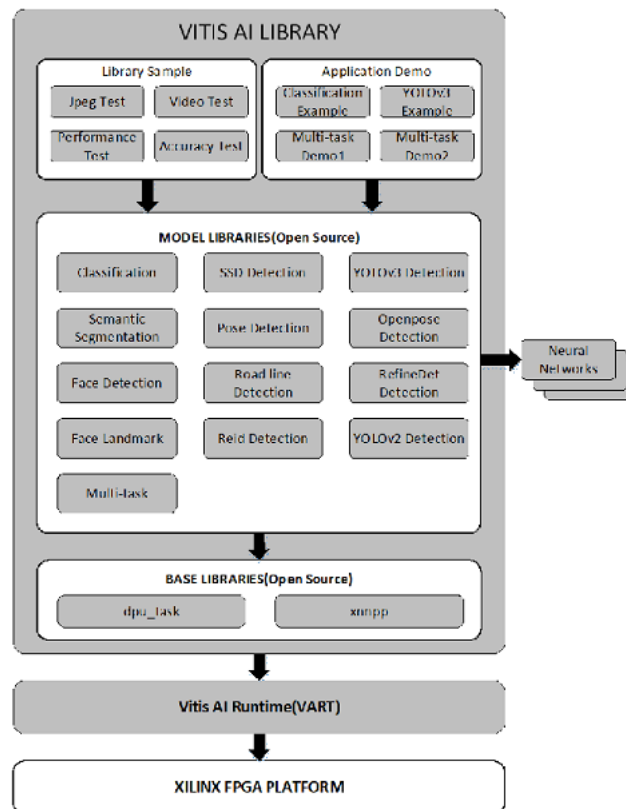 VITIS AI LIBRARY
Library Sample
Jpeg Test
Video Test
Performance
Test
Accuracy Test
Application Demo
Classification
Example
YOLOv3
Example
Multi-task
Demo1
Multi-task
Demo2
MODEL LIBRARIES(Open Source)
Classification
SSD Detection
YOLOv3 Detection
Semantic
Segmentation
Pose Detection
Openpose
Detection
Face Detection
Road line
Detection
RefineDet
Detection
Face Landmark
Reid Detection
YOLOv2 Detection
Multi-task
Neural
Networks
BASE LIBRARIES(Open Source)
dpu_task
xnnpp
Vitis AI Runtime(VART)
XILINX FPGA PLATFORM